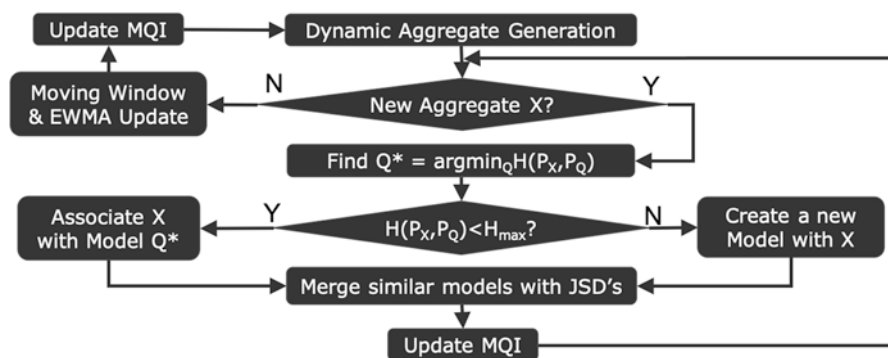 Update MQI
Dynamic Aggregate Generation
N
Y
Moving Window
& EWMA Update
New Aggregate X?
Find Q* = argmin_Q H(P_X,P_Q)
Associate X
with Model Q*
Y
H(P_X,P_Q)<H_max?
N
Create a new
Model with X
Merge similar models with JSD's
Update MQI